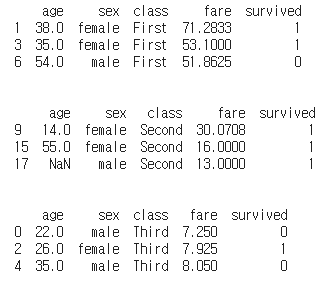 age sex class fare survived
1 38.0 female First 71.2833 1
3 35.0 female First 53.1000 1
6 54.0 male First 51.8625 0
age sex class fare survived
9 14.0 female Second 30.0708 1
15 55.0 female Second 16.0000 1
17 NaN male Second 13.0000 1
age sex class fare survived
0 22.0 male Third 7.250 0
2 26.0 female Third 7.925 1
4 35.0 male Third 8.050 0